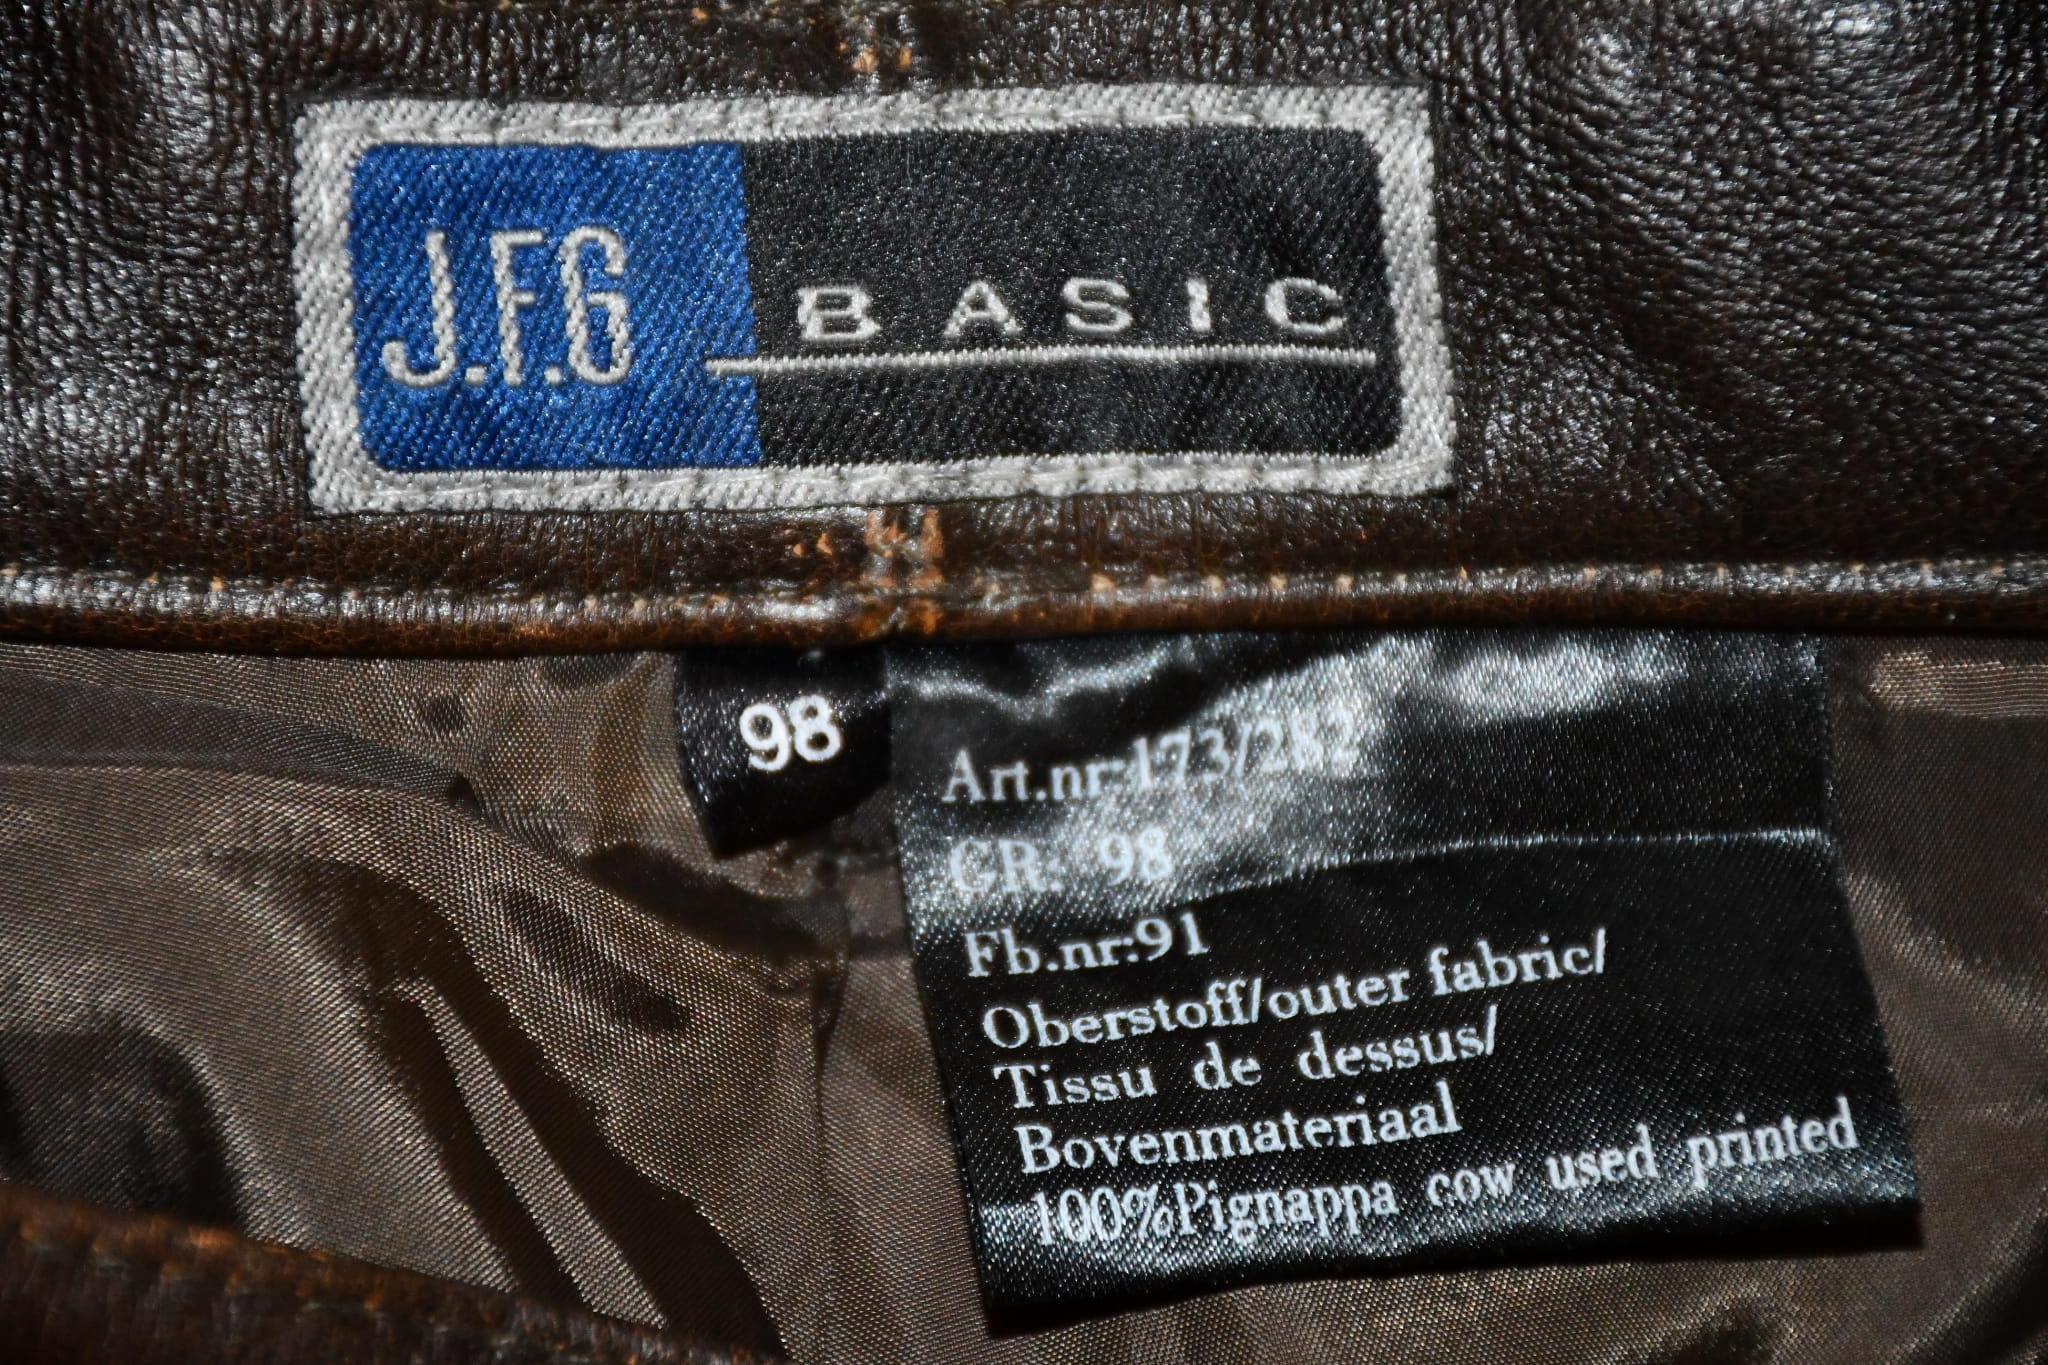 J.F.G BASIC
98
Art.nr:173/282
GR: 98
Fb.nr:91
Oberstoff/outer fabric/
Tissu de dessus/
Bovenmateriaal
100%Pignappa cow used printed